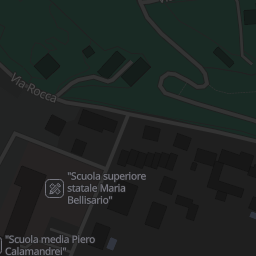 Via Rocca
"Scuola superiore
statale Maria
Bellisario"
"Scuola media Piero
Calamandrei"